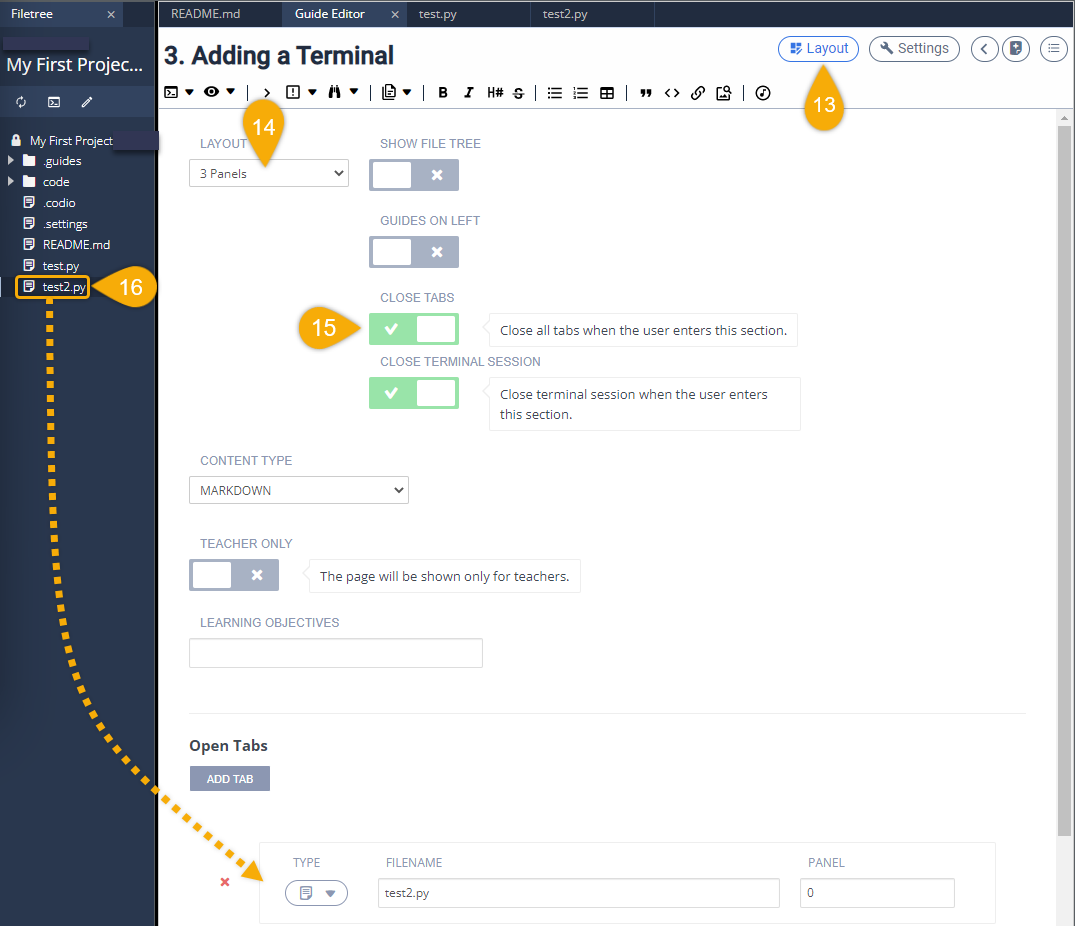 Filetree
README.md
Guide Editor
test.py
test2.py
My First Projec...
3. Adding a Terminal
Layout
Settings
13
B I H# S
14
My First Project
.guides
code
.codio
.settings
README.md
test.py
test2.py
16
LAYOUT
3 Panels
SHOW FILE TREE
GUIDES ON LEFT
CLOSE TABS
15
Close all tabs when the user enters this section.
CLOSE TERMINAL SESSION
Close terminal session when the user enters
this section.
CONTENT TYPE
MARKDOWN
TEACHER ONLY
The page will be shown only for teachers.
LEARNING OBJECTIVES
Open Tabs
ADD TAB
TYPE
FILENAME
PANEL
test2.py
0